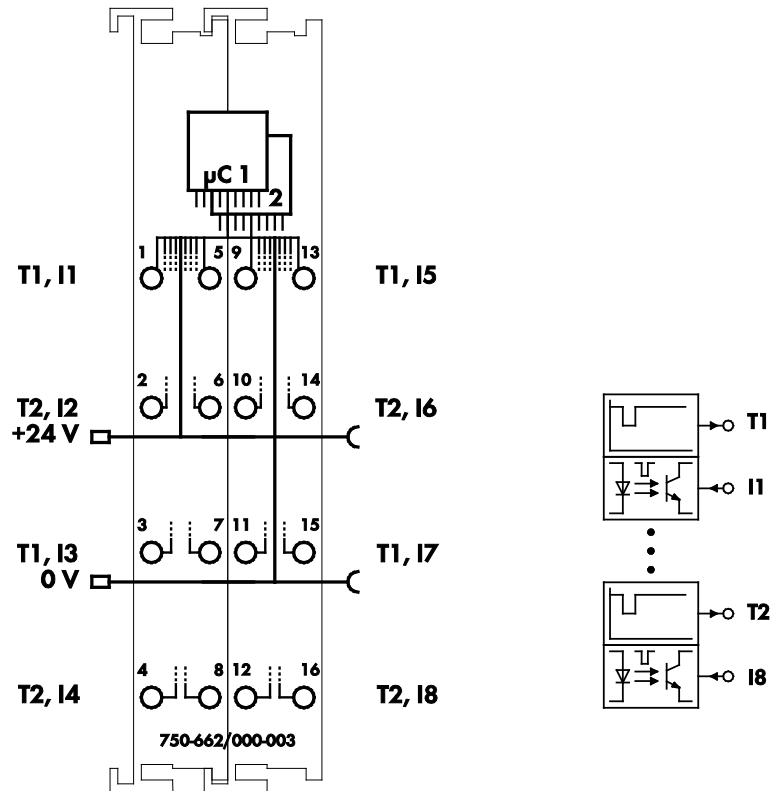 µC 1
2
1 5 9 13
T1, I1 T1, I5
2 6 10 14
T2, I2 T2, I6
+24 V
T1
I1
3 7 11 15
T1, I3 T1, I7
0 V
T2
4 8 12 16
T2, I4 T2, I8
I8
750-662/000-003